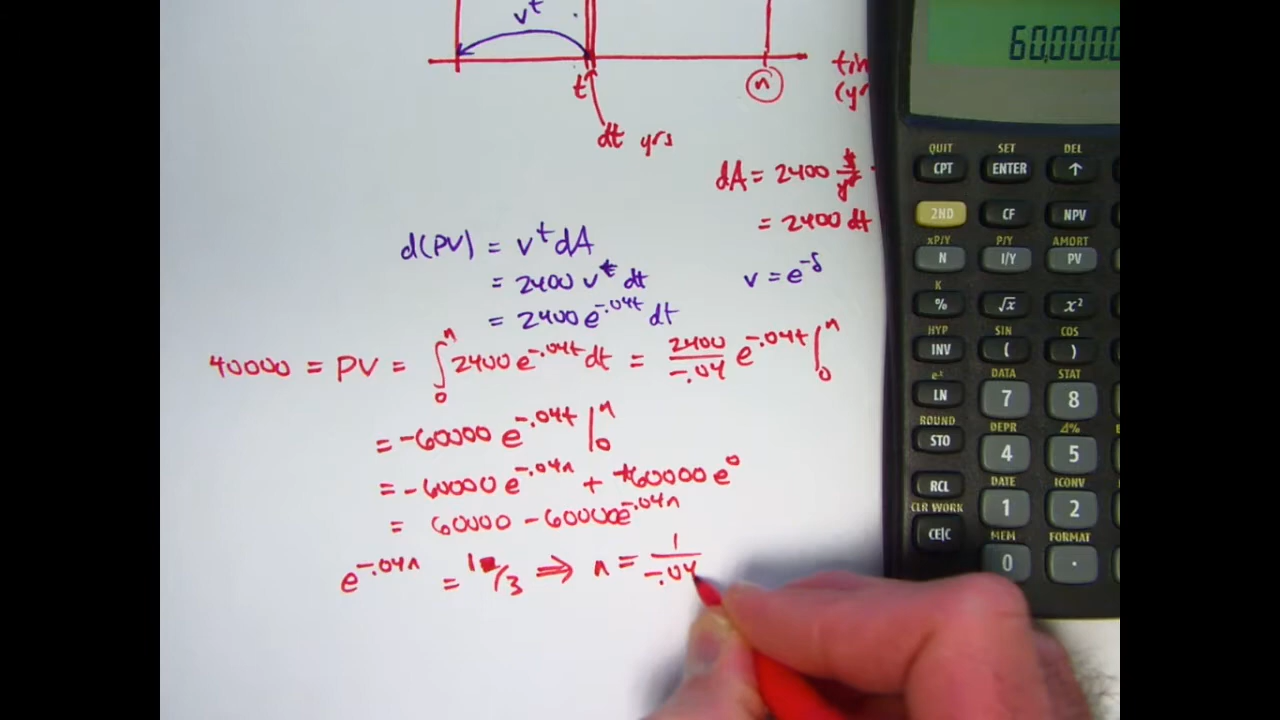 v^t
60,000.0
t
n
dt yrs
dA = 2400
= 2400 dt
d(PV) = v^t dA
= 2400 v^t dt
v = e^-δ
= 2400 e^-.04t dt
40000 = PV = ∫_0^n 2400 e^-.04t dt = 2400/-.04 e^-.04t |_0^n
= -60000 e^-.04t |_0^n
= -60000 e^-.04n + +60000 e^0
= 60000 - 60000 e^-.04n
e^-.04n = 1/3 ⇒ n = 1/-.04
QUIT SET DEL
CPT ENTER ↑
2ND CF NPV
xP/Y P/Y AMORT
N I/Y PV
K
% √x x²
HYP SIN COS
INV ( )
eˣ DATA STAT
LN 7 8
ROUND DEPR Δ%
STO 4 5
DATE ICONV
RCL 1 2
CLR WORK MEM FORMAT
CE|C 0 .